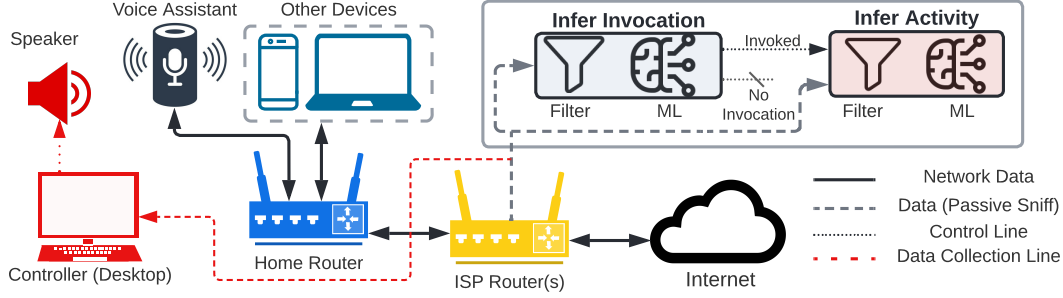 Voice Assistant
Other Devices
Speaker
Infer Invocation
Infer Activity
Invoked
No
Invocation
Filter
ML
Filter
ML
Controller (Desktop)
Home Router
ISP Router(s)
Internet
Network Data
Data (Passive Sniff)
Control Line
Data Collection Line